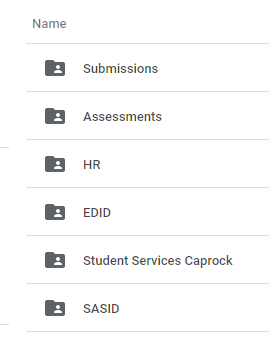 Name
Submissions
Assessments
HR
EDID
Student Services Caprock
SASID